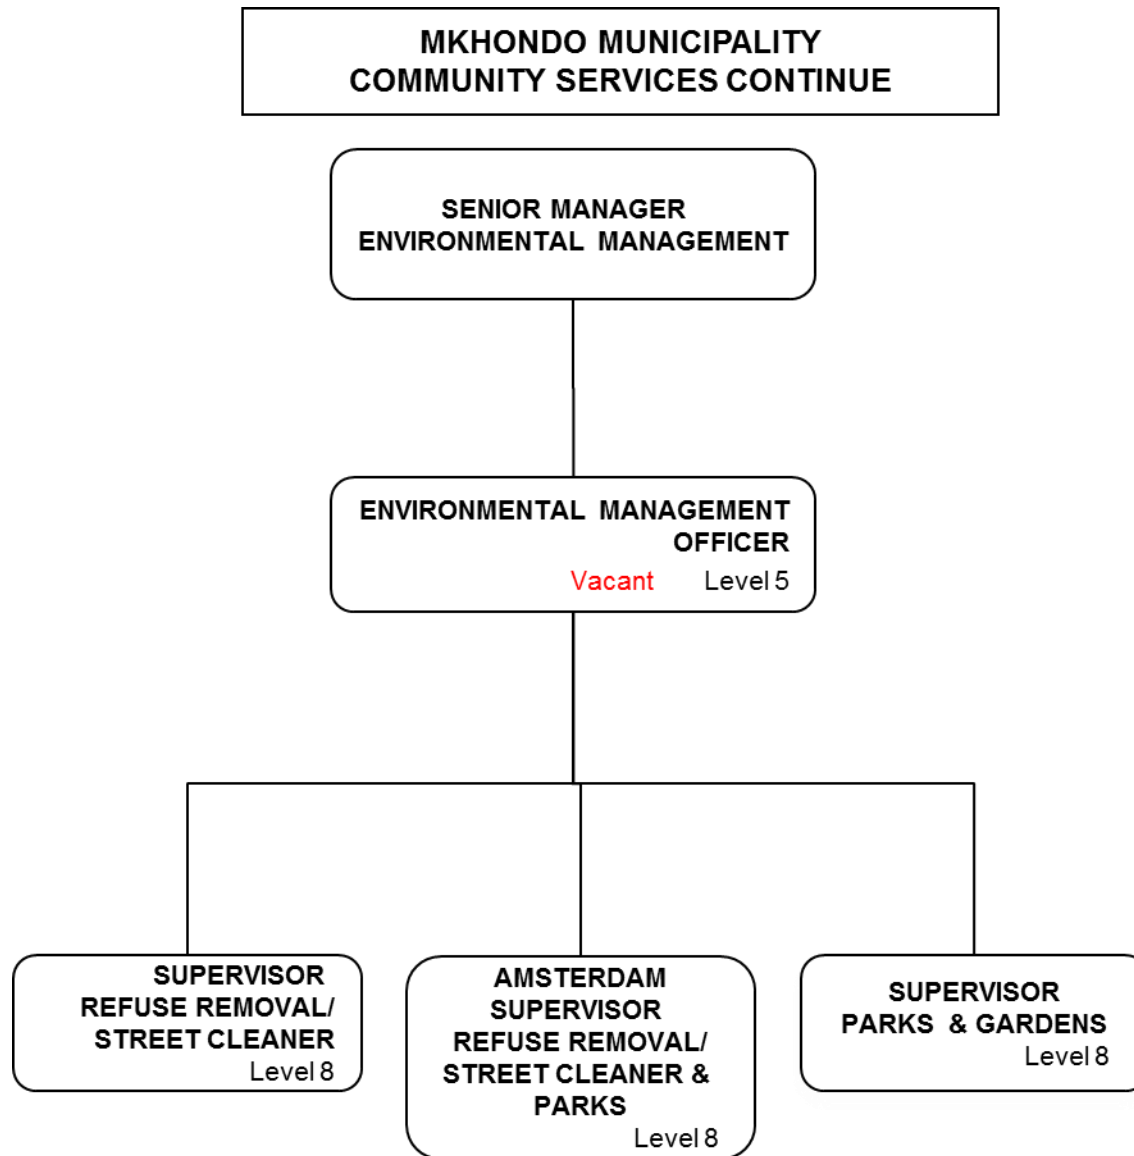 MKHONDO MUNICIPALITY
COMMUNITY SERVICES CONTINUE
SENIOR MANAGER
ENVIRONMENTAL MANAGEMENT
ENVIRONMENTAL MANAGEMENT
OFFICER
Vacant Level 5
SUPERVISOR
REFUSE REMOVAL/
STREET CLEANER
Level 8
AMSTERDAM
SUPERVISOR
REFUSE REMOVAL/
STREET CLEANER &
PARKS
Level 8
SUPERVISOR
PARKS & GARDENS
Level 8